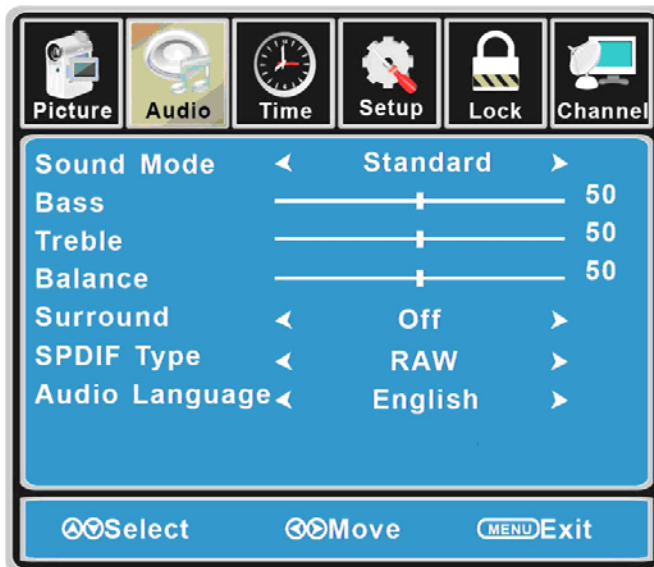 Picture Audio Time Setup Lock Channel
Sound Mode Standard
Bass 50
Treble 50
Balance 50
Surround Off
SPDIF Type RAW
Audio Language English
Select Move MENU Exit